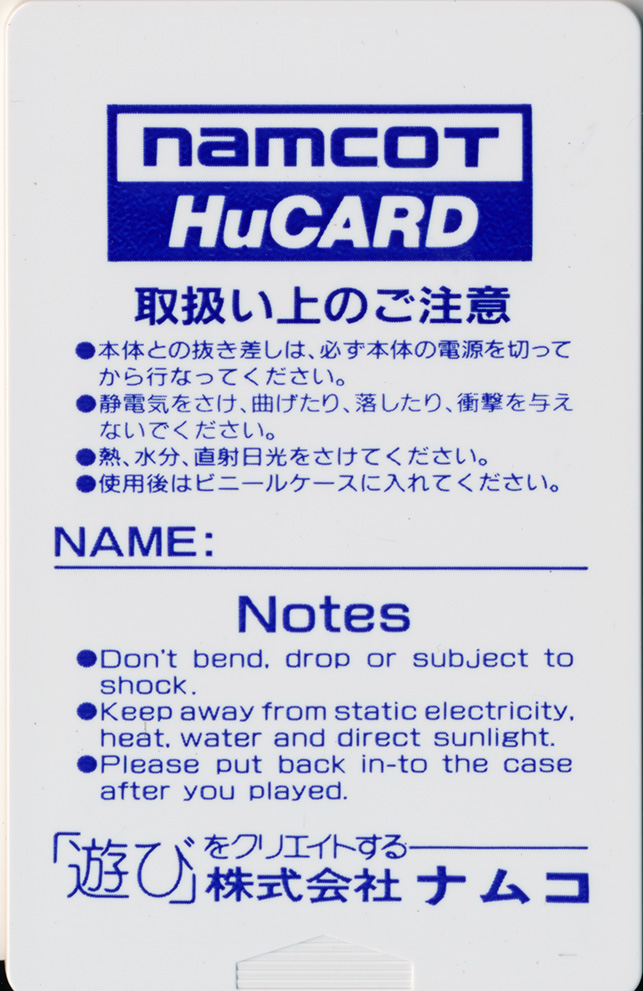 namcot
HuCARD
取扱い上のご注意
●本体との抜き差しは、必ず本体の電源を切って
から行なってください。
●静電気をさけ、曲げたり、落したり、衝撃を与え
ないでください。
●熱、水分、直射日光をさけてください。
●使用後はビニールケースに入れてください。
NAME:
Notes
●Don't bend, drop or subject to
shock.
●Keep away from static electricity,
heat, water and direct sunlight.
●Please put back in-to the case
after you played.
「遊び」をクリエイトする
株式会社ナムコ